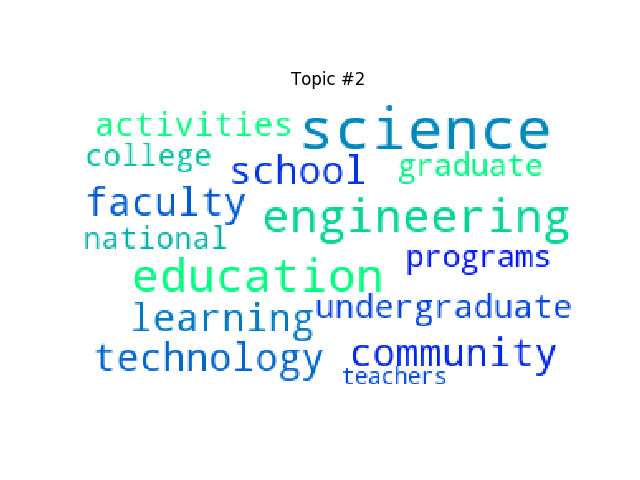 Topic #2
activities science
college school graduate
faculty engineering
national programs
education
learning undergraduate
technology community
teachers